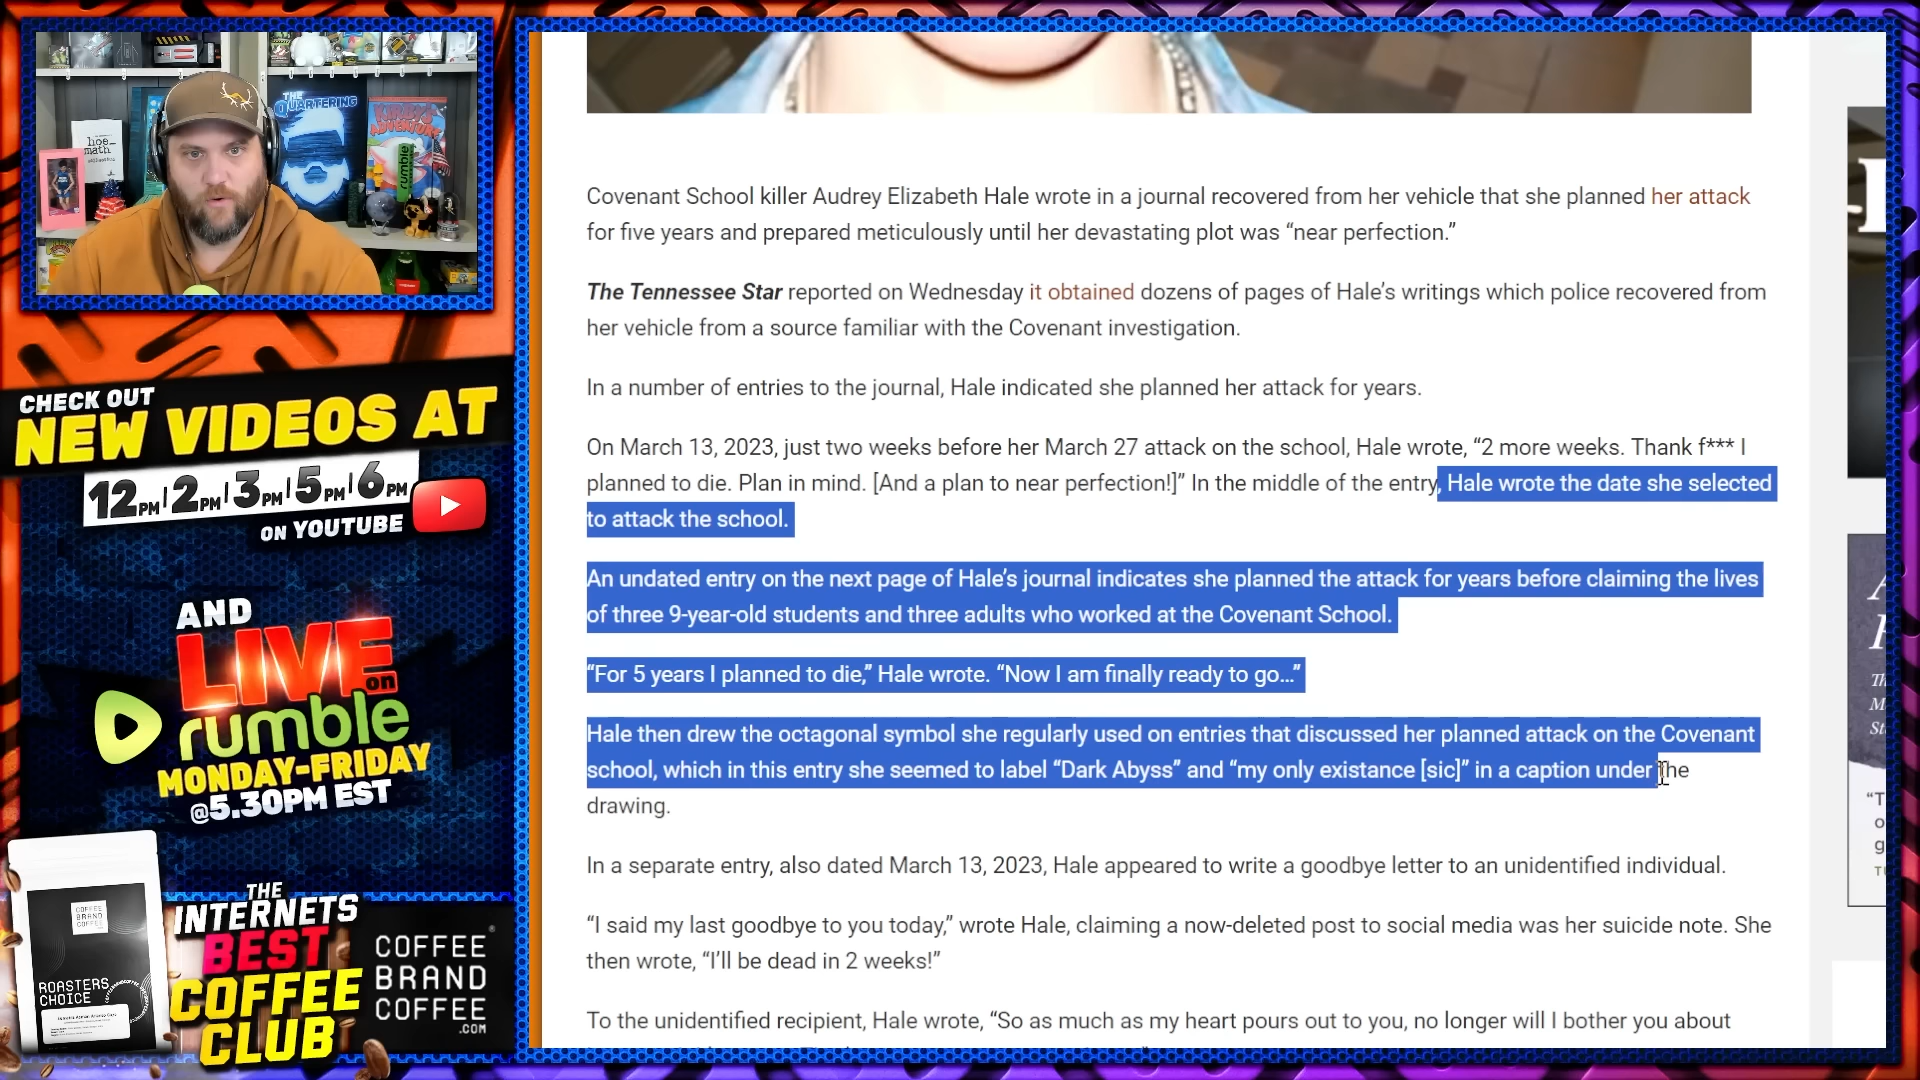 THE
QUARTERING
hoe_
math
KIRBY'S
ADVENTURE
rumble
CHECK OUT
NEW VIDEOS AT
12PM | 2PM | 3PM | 5PM | 6PM
ON YOUTUBE
AND
LIVE on
rumble
MONDAY-FRIDAY
@5.30PM EST
THE
INTERNETS
BEST
COFFEE
CLUB
COFFEE
BRAND
COFFEE
ROASTERS
CHOICE
COFFEE
BRAND
COFFEE
.COM
Covenant School killer Audrey Elizabeth Hale wrote in a journal recovered from her vehicle that she planned her attack
for five years and prepared meticulously until her devastating plot was “near perfection.”
The Tennessee Star reported on Wednesday it obtained dozens of pages of Hale’s writings which police recovered from
her vehicle from a source familiar with the Covenant investigation.
In a number of entries to the journal, Hale indicated she planned her attack for years.
On March 13, 2023, just two weeks before her March 27 attack on the school, Hale wrote, “2 more weeks. Thank f*** I
planned to die. Plan in mind. [And a plan to near perfection!]” In the middle of the entry, Hale wrote the date she selected
to attack the school.
An undated entry on the next page of Hale’s journal indicates she planned the attack for years before claiming the lives
of three 9-year-old students and three adults who worked at the Covenant School.
“For 5 years I planned to die,” Hale wrote. “Now I am finally ready to go…”
Hale then drew the octagonal symbol she regularly used on entries that discussed her planned attack on the Covenant
school, which in this entry she seemed to label “Dark Abyss” and “my only existance [sic]” in a caption under the
drawing.
In a separate entry, also dated March 13, 2023, Hale appeared to write a goodbye letter to an unidentified individual.
“I said my last goodbye to you today,” wrote Hale, claiming a now-deleted post to social media was her suicide note. She
then wrote, “I’ll be dead in 2 weeks!”
To the unidentified recipient, Hale wrote, “So as much as my heart pours out to you, no longer will I bother you about